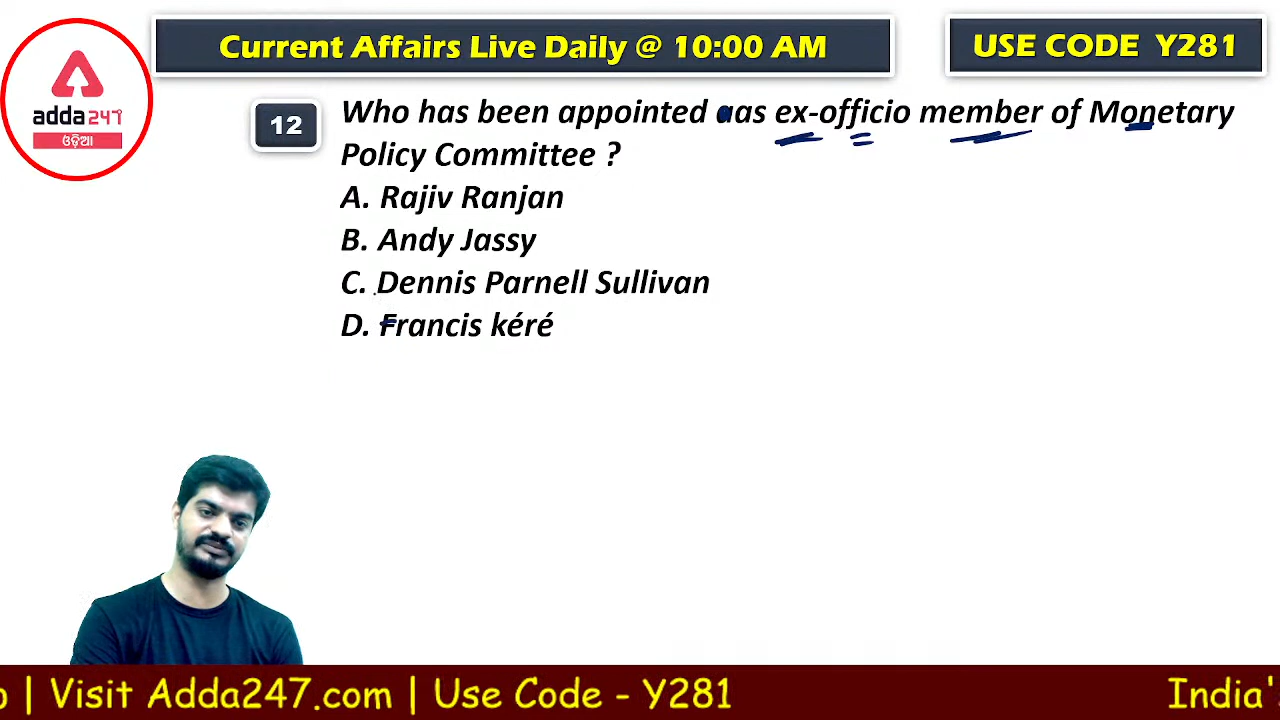 Current Affairs Live Daily @ 10:00 AM
USE CODE Y281
adda247
ଓଡ଼ିଆ
12
Who has been appointed aas ex-officio member of Monetary
Policy Committee ?
A. Rajiv Ranjan
B. Andy Jassy
C. Dennis Parnell Sullivan
D. Francis kéré
| Visit Adda247.com | Use Code - Y281
India's